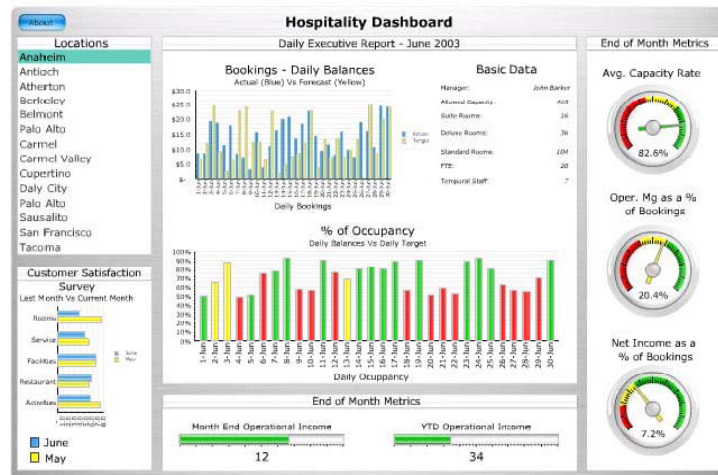 About
Hospitality Dashboard
Locations
Anaheim
Antioch
Atherton
Berkeley
Belmont
Palo Alto
Carmel
Carmel Valley
Cupertino
Daly City
Palo Alto
Sausalito
San Francisco
Tacoma
Customer Satisfaction
Survey
Last Month Vs Current Month
Rooms
Service
Facilities
Restaurant
Activities
June
May
June
May
Daily Executive Report - June 2003
Bookings - Daily Balances
Actual (Blue) Vs Forecast (Yellow)
$30.0
$25.0
$20.0
$15.0
$10.0
$5.0
$-
Actual
Target
Daily Bookings
Basic Data
Manager: John Barker
Allowed Capacity:
Suite Rooms: 16
Deluxe Rooms: 36
Standard Rooms: 104
FTE: 20
Temporal Staff: 7
% of Occupancy
Daily Balances Vs Daily Target
100%
90%
80%
70%
60%
50%
40%
30%
20%
10%
0%
1-Jun 2-Jun 3-Jun 4-Jun 5-Jun 6-Jun 7-Jun 8-Jun 9-Jun 10-Jun 11-Jun 12-Jun 13-Jun 14-Jun 15-Jun 16-Jun 17-Jun 18-Jun 19-Jun 20-Jun 21-Jun 22-Jun 23-Jun 24-Jun 25-Jun 26-Jun 27-Jun 28-Jun 29-Jun 30-Jun
Daily Ocuppancy
End of Month Metrics
Month End Operational Income
12
YTD Operational Income
34
End of Month Metrics
Avg. Capacity Rate
82.6%
Oper. Mg as a %
of Bookings
20.4%
Net Income as a
% of Bookings
7.2%